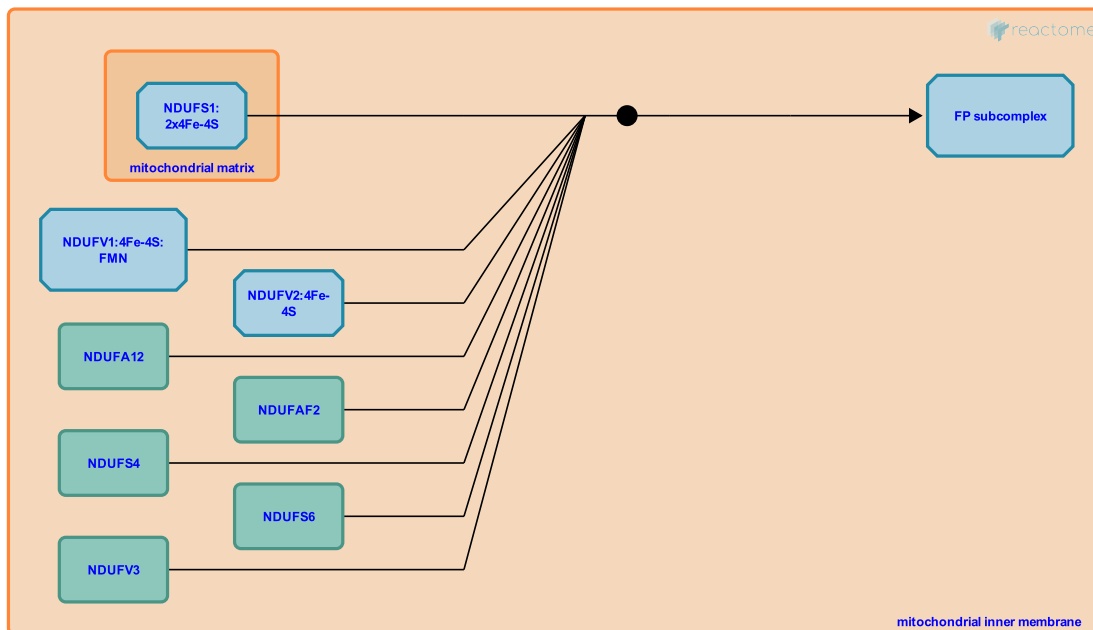 reactome
NDUFS1:
2x4Fe-4S
mitochondrial matrix
FP subcomplex
NDUFV1:4Fe-4S:
FMN
NDUFV2:4Fe-
4S
NDUFA12
NDUFAF2
NDUFS4
NDUFS6
NDUFV3
mitochondrial inner membrane